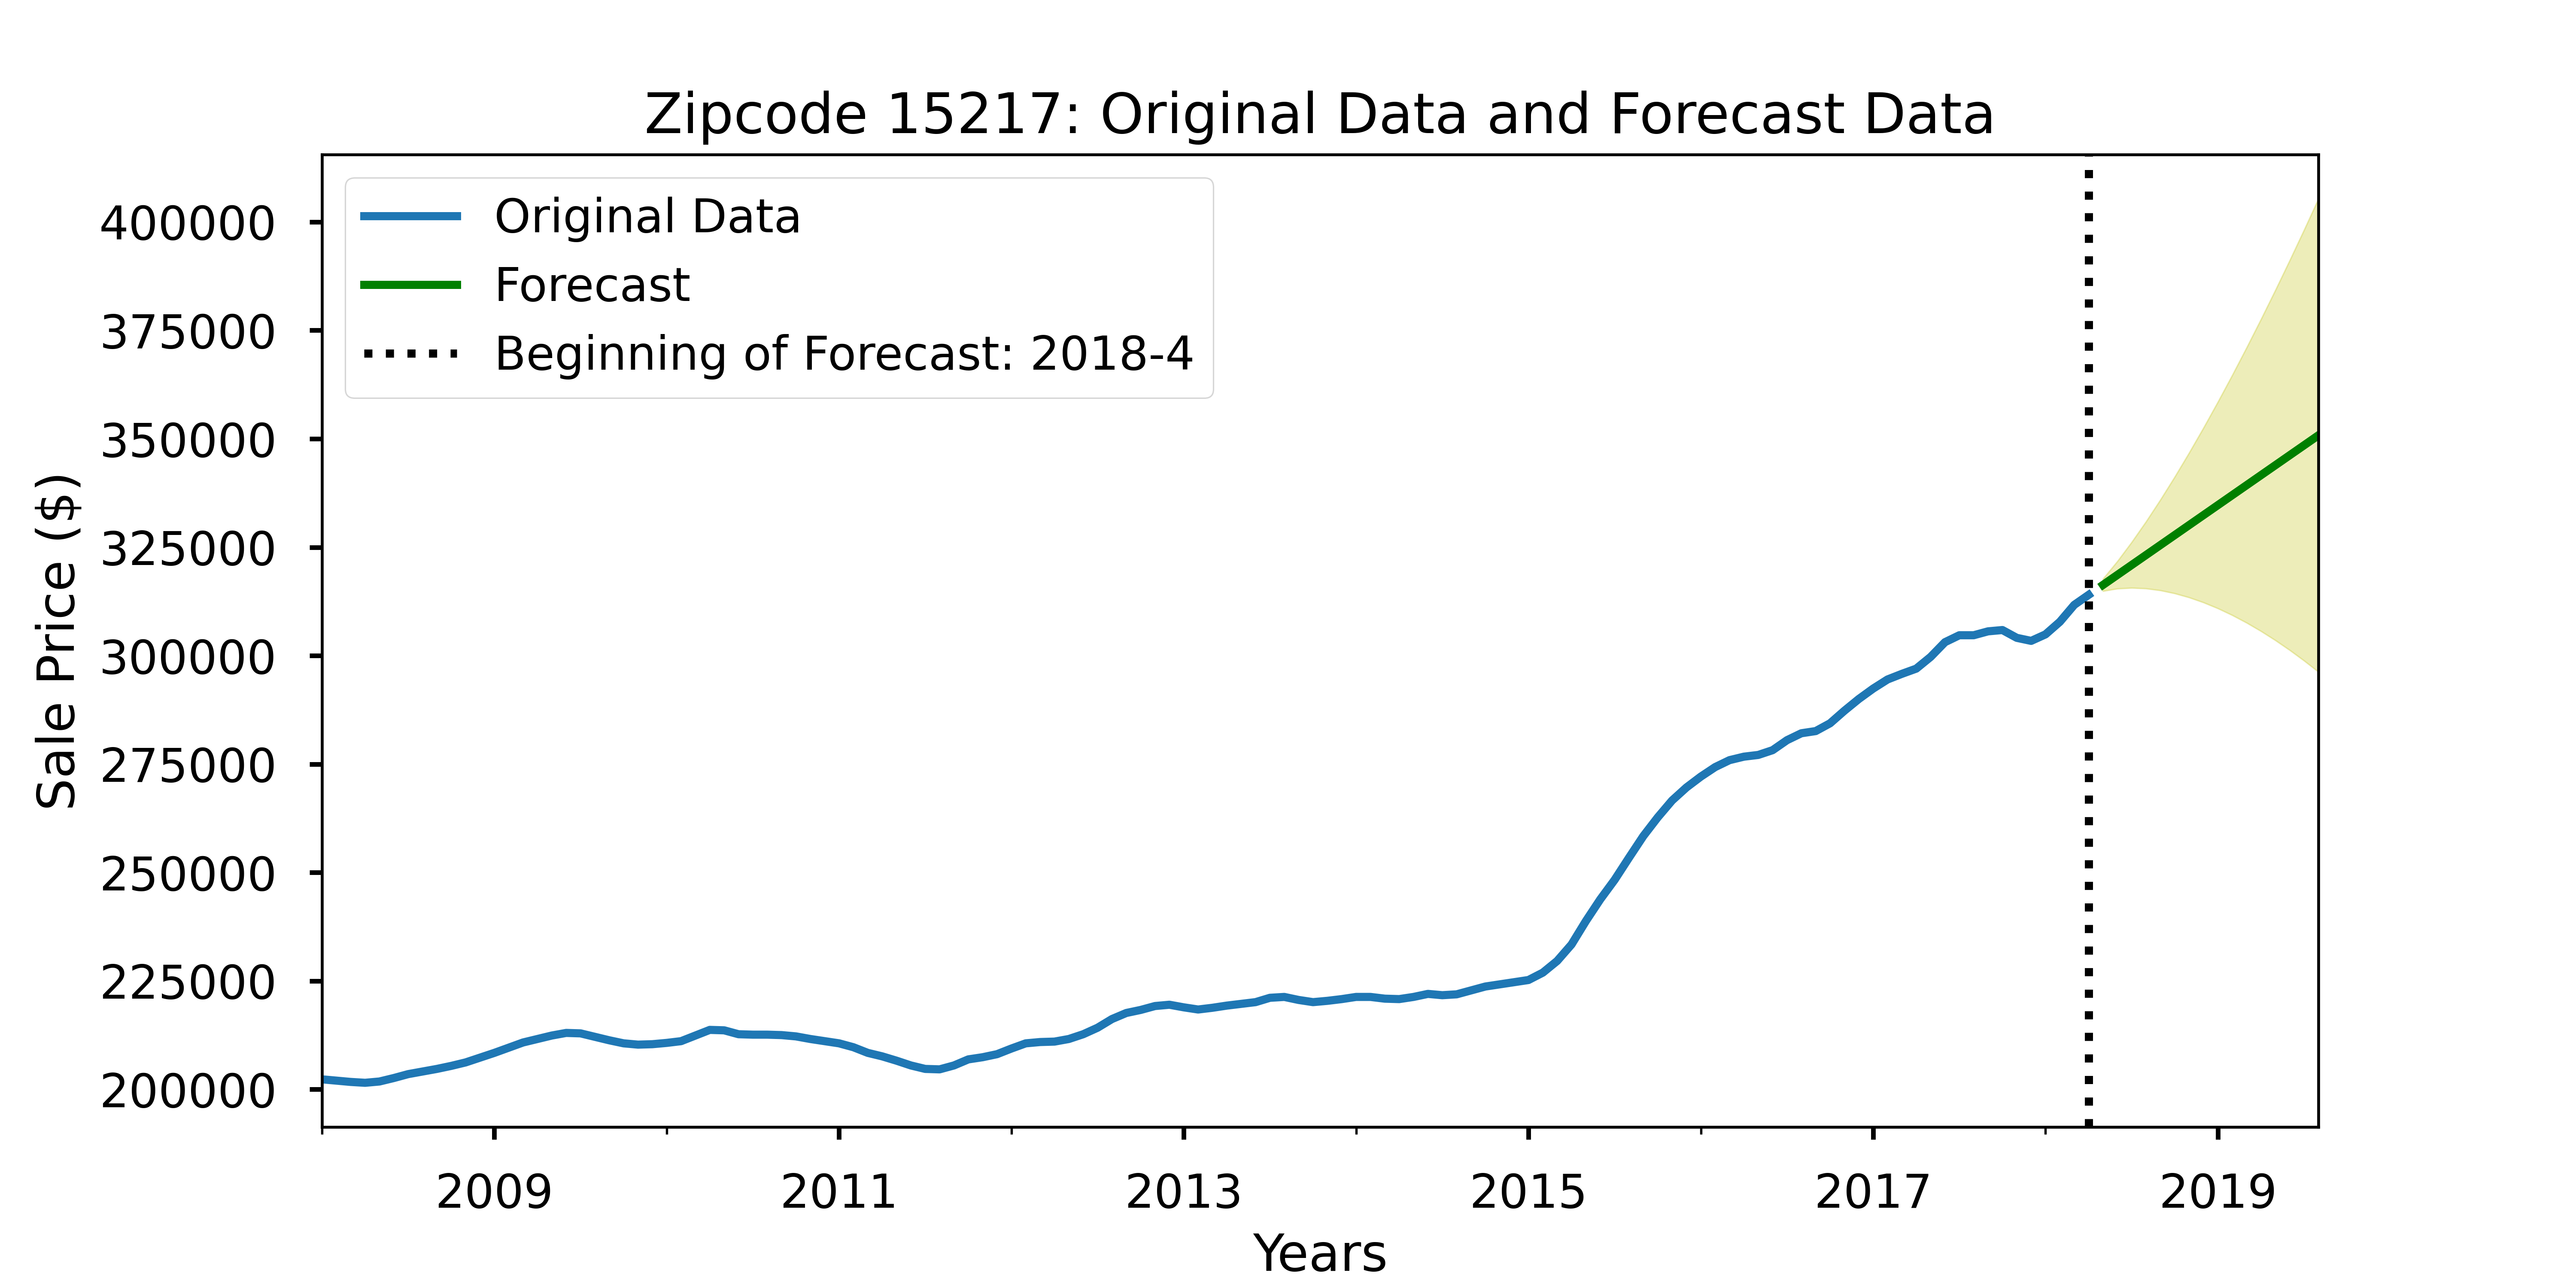 Zipcode 15217: Original Data and Forecast Data
Original Data
Forecast
Beginning of Forecast: 2018-4
Sale Price ($)
400000
375000
350000
325000
300000
275000
250000
225000
200000
2009 2011 2013 2015 2017 2019
Years